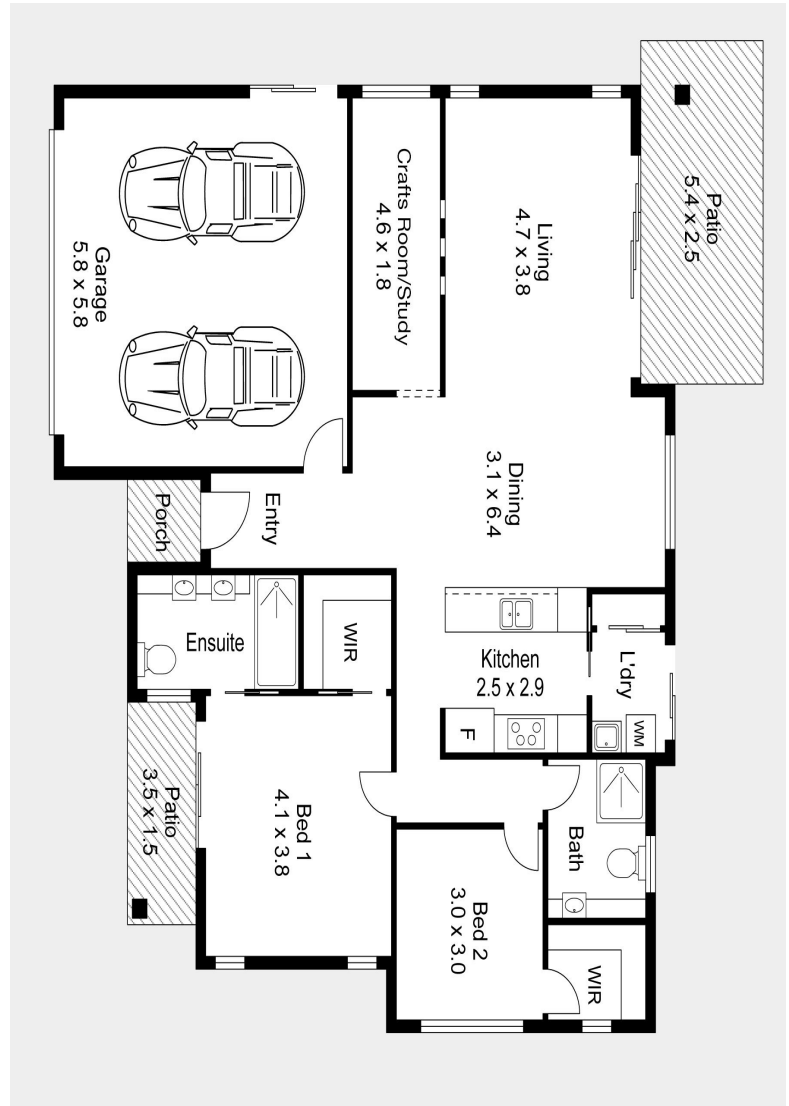 Patio
5.4 x 2.5
Living
4.7 x 3.8
Crafts Room/Study
4.6 x 1.8
Garage
5.8 x 5.8
Dining
3.1 x 6.4
Entry
Porch
Ensuite
WIR
Kitchen
2.5 x 2.9
L'dry
F
WM
Patio
3.5 x 1.5
Bed 1
4.1 x 3.8
Bath
Bed 2
3.0 x 3.0
WIR